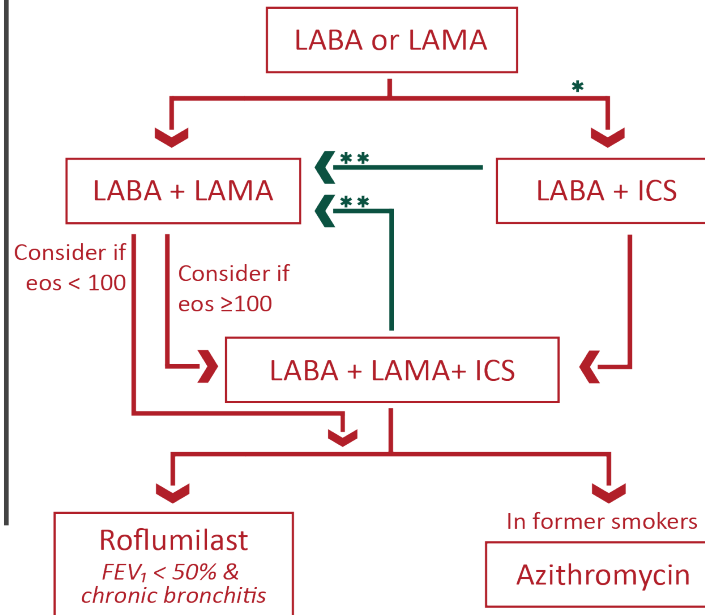 LABA or LAMA
*
LABA + LAMA
**
**
LABA + ICS
Consider if
eos < 100
Consider if
eos ≥100
LABA + LAMA+ ICS
Roflumilast
FEV₁ < 50% &
chronic bronchitis
In former smokers
Azithromycin